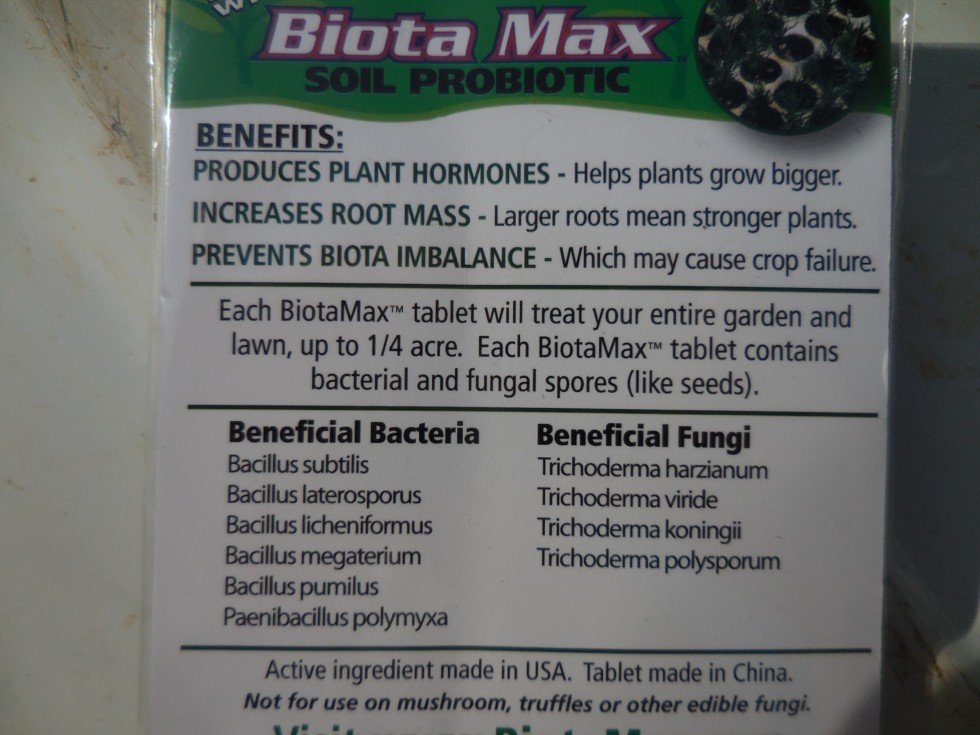 Biota Max™
SOIL PROBIOTIC
BENEFITS:
PRODUCES PLANT HORMONES - Helps plants grow bigger.
INCREASES ROOT MASS - Larger roots mean stronger plants.
PREVENTS BIOTA IMBALANCE - Which may cause crop failure.
Each BiotaMax™ tablet will treat your entire garden and
lawn, up to 1/4 acre. Each BiotaMax™ tablet contains
bacterial and fungal spores (like seeds).
Beneficial Bacteria
Bacillus subtilis
Bacillus laterosporus
Bacillus licheniformus
Bacillus megaterium
Bacillus pumilus
Paenibacillus polymyxa
Beneficial Fungi
Trichoderma harzianum
Trichoderma viride
Trichoderma koningii
Trichoderma polysporum
Active ingredient made in USA. Tablet made in China.
Not for use on mushroom, truffles or other edible fungi.